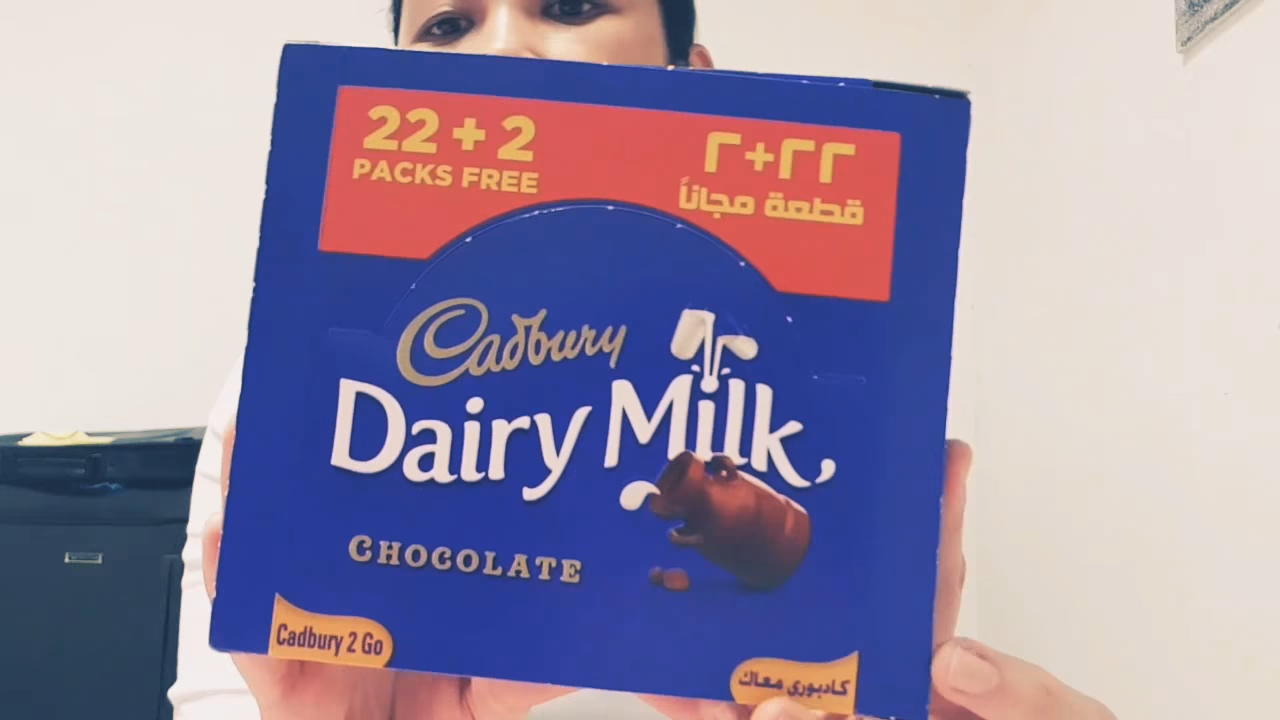 22 + 2
PACKS FREE
٢٢+٢
قطعة مجاناً
Cadbury
Dairy Milk
CHOCOLATE
Cadbury 2 Go
كادبوري معاك